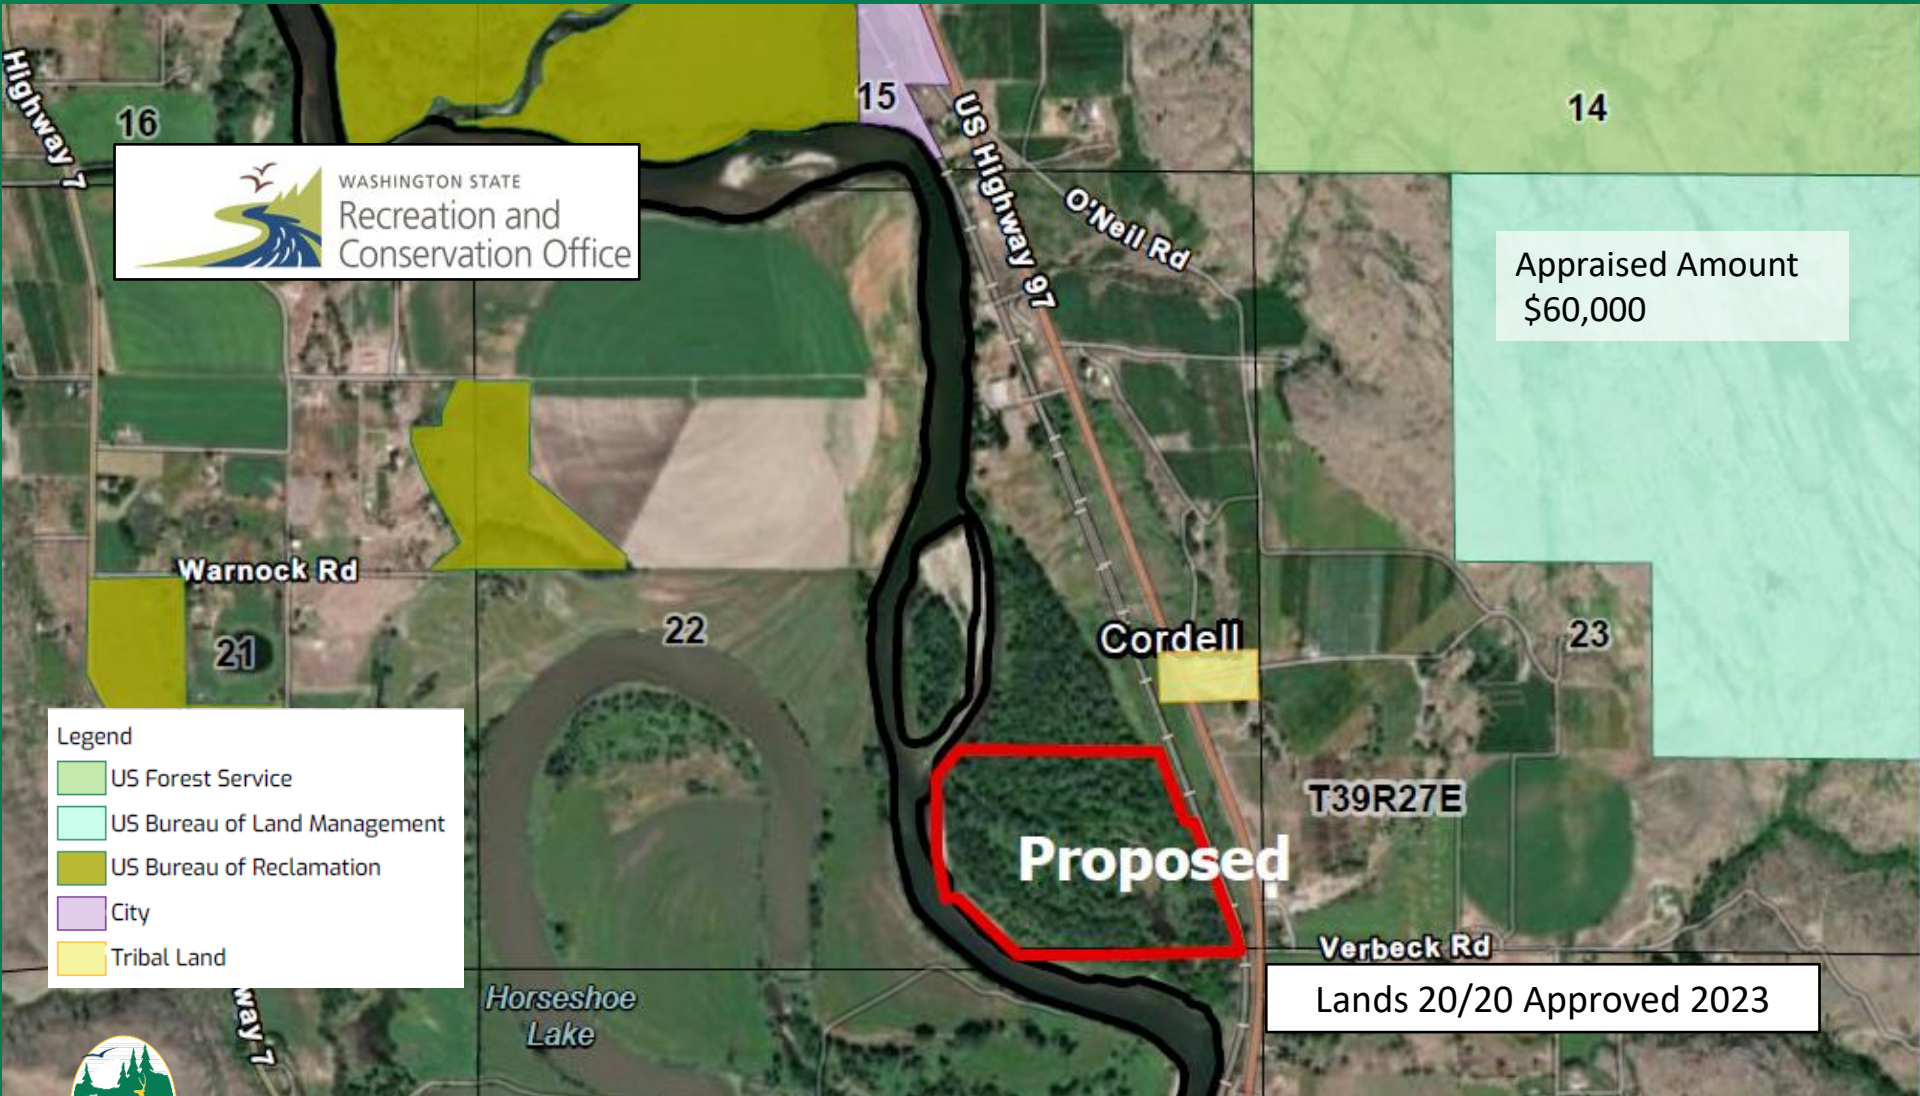 Highway 7
16
15
14
US Highway 97
O'Neil Rd
WASHINGTON STATE
Recreation and
Conservation Office
Appraised Amount
$60,000
Warnock Rd
21
22
Cordell
23
T39R27E
Proposed
Legend
US Forest Service
US Bureau of Land Management
US Bureau of Reclamation
City
Tribal Land
Verbeck Rd
Horseshoe
Lake
way 7
Lands 20/20 Approved 2023